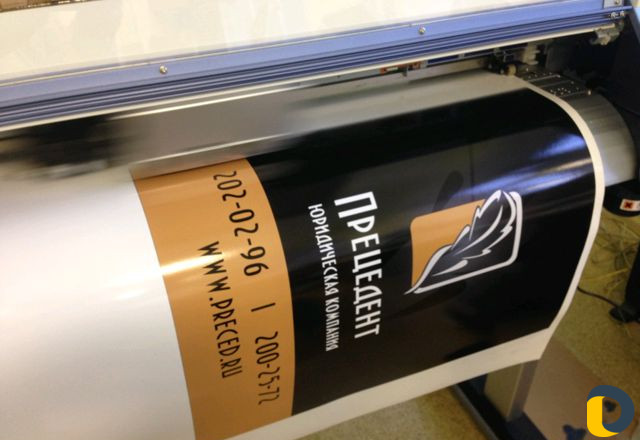 ПРЕЦЕДЕНТ
ЮРИДИЧЕСКАЯ КОМПАНИЯ
202-02-96 | 200-25-72
WWW.PRECED.RU